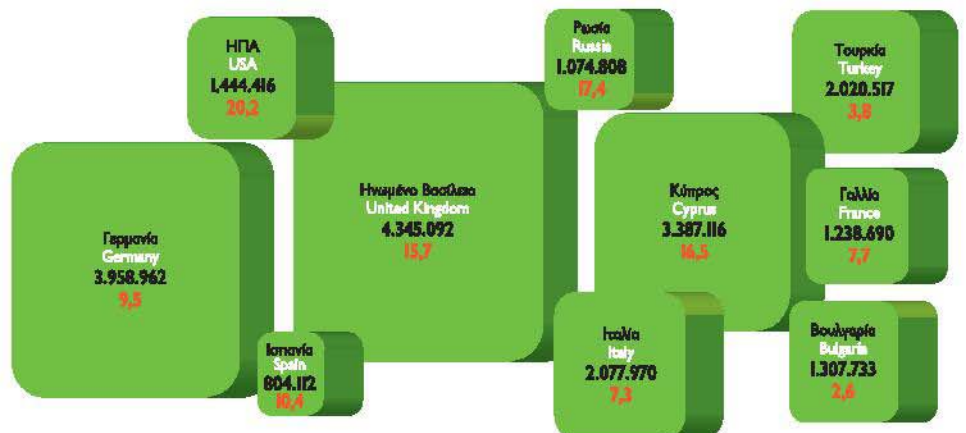 ΗΠΑ
USA
1,444.416
20,2
Ρωσία
Russia
1.074.808
17,4
Τουρκία
Turkey
2.020.517
3,8
Γερμανία
Germany
3.958.962
9,5
Ηνωμένο Βασίλειο
United Kingdom
4.345.092
15,7
Κύπρος
Cyprus
3.387.116
16,5
Γαλλία
France
1.238.690
7,7
Ισπανία
Spain
804.112
10,4
Ιταλία
Italy
2.077.970
7,3
Βουλγαρία
Bulgaria
1.307.733
2,6